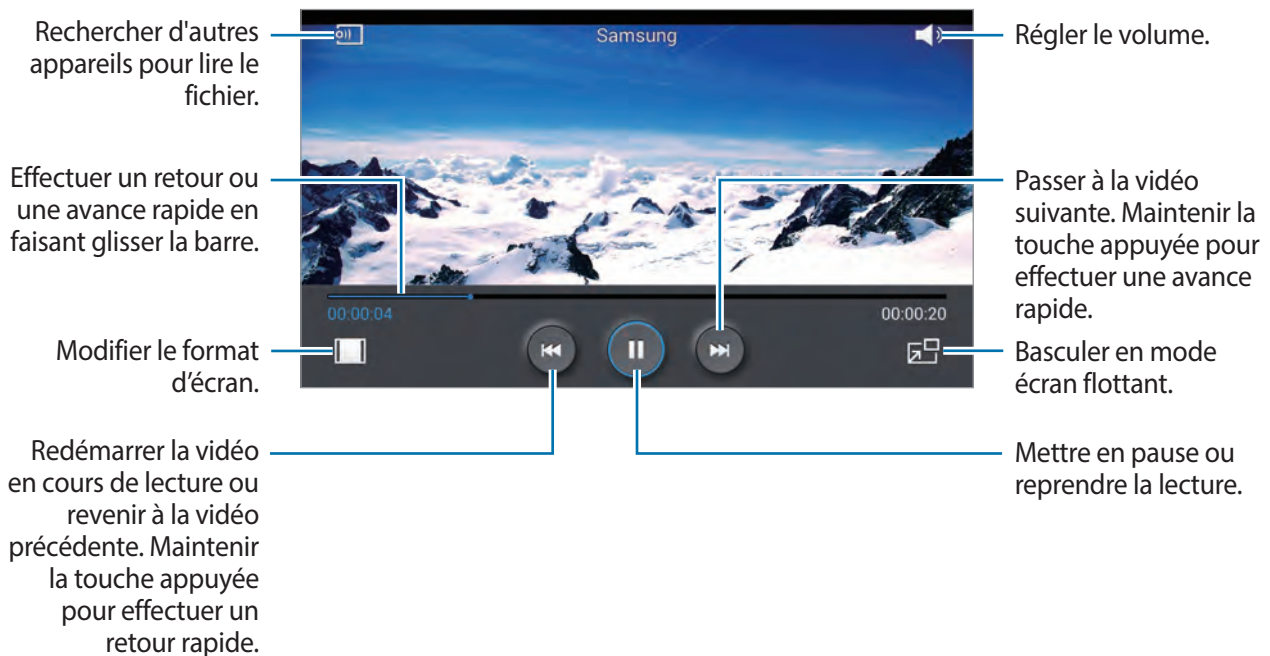 Rechercher d'autres
appareils pour lire le
fichier.
Samsung
Régler le volume.
Effectuer un retour ou
une avance rapide en
faisant glisser la barre.
Passer à la vidéo
suivante. Maintenir la
touche appuyée pour
effectuer une avance
rapide.
00:00:04
00:00:20
Modifier le format
d’écran.
Basculer en mode
écran flottant.
Redémarrer la vidéo
en cours de lecture ou
revenir à la vidéo
précédente. Maintenir
la touche appuyée
pour effectuer un
retour rapide.
Mettre en pause ou
reprendre la lecture.